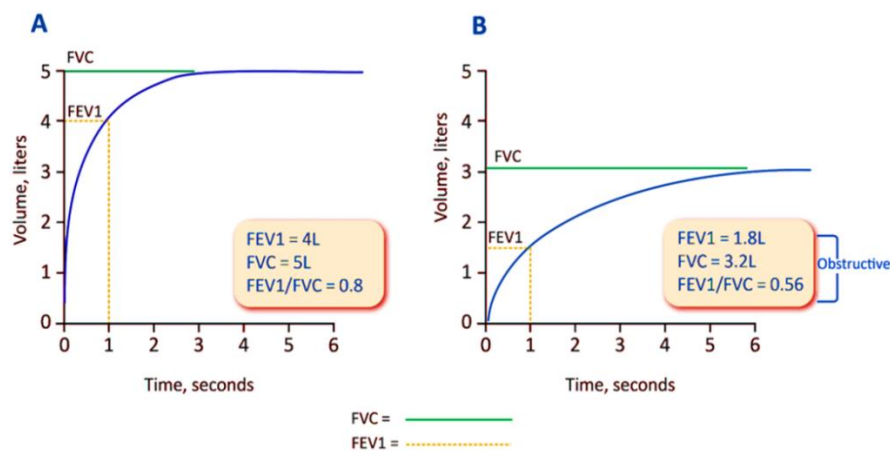 A
FVC
5
FEV1
4
3
2
1
0
Volume, liters
FEV1 = 4L
FVC = 5L
FEV1/FVC = 0.8
0 1 2 3 4 5 6
Time, seconds
B
5
4
FVC
3
2
FEV1
1
0
Volume, liters
FEV1 = 1.8L
FVC = 3.2L
FEV1/FVC = 0.56
Obstructive
0 1 2 3 4 5 6
Time, seconds
FVC =
FEV1 =